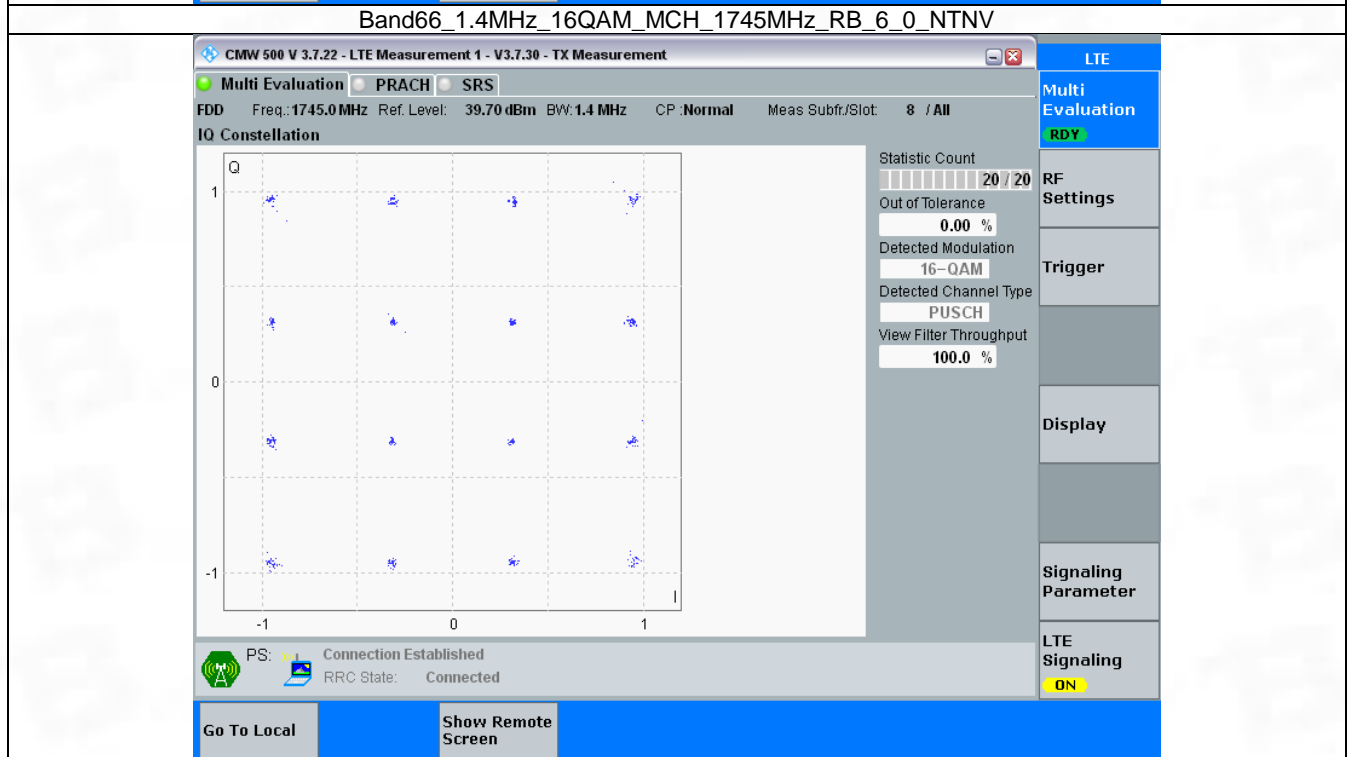 Band66_1.4MHz_16QAM_MCH_1745MHz_RB_6_0_NTNV
CMW 500 V 3.7.22 - LTE Measurement 1 - V3.7.30 - TX Measurement
LTE
Multi Evaluation PRACH SRS
FDD Freq.:1745.0 MHz Ref. Level: 39.70 dBm BW:1.4 MHz CP :Normal Meas Subfr./Slot: 8 / All
IQ Constellation
Q
1
0
-1
I
-1 0 1
Statistic Count
20 / 20
Out of Tolerance
0.00 %
Detected Modulation
16-QAM
Detected Channel Type
PUSCH
View Filter Throughput
100.0 %
Multi
Evaluation
RDY
RF
Settings
Trigger
Display
Signaling
Parameter
LTE
Signaling
ON
PS: Connection Established
RRC State: Connected
Go To Local
Show Remote
Screen